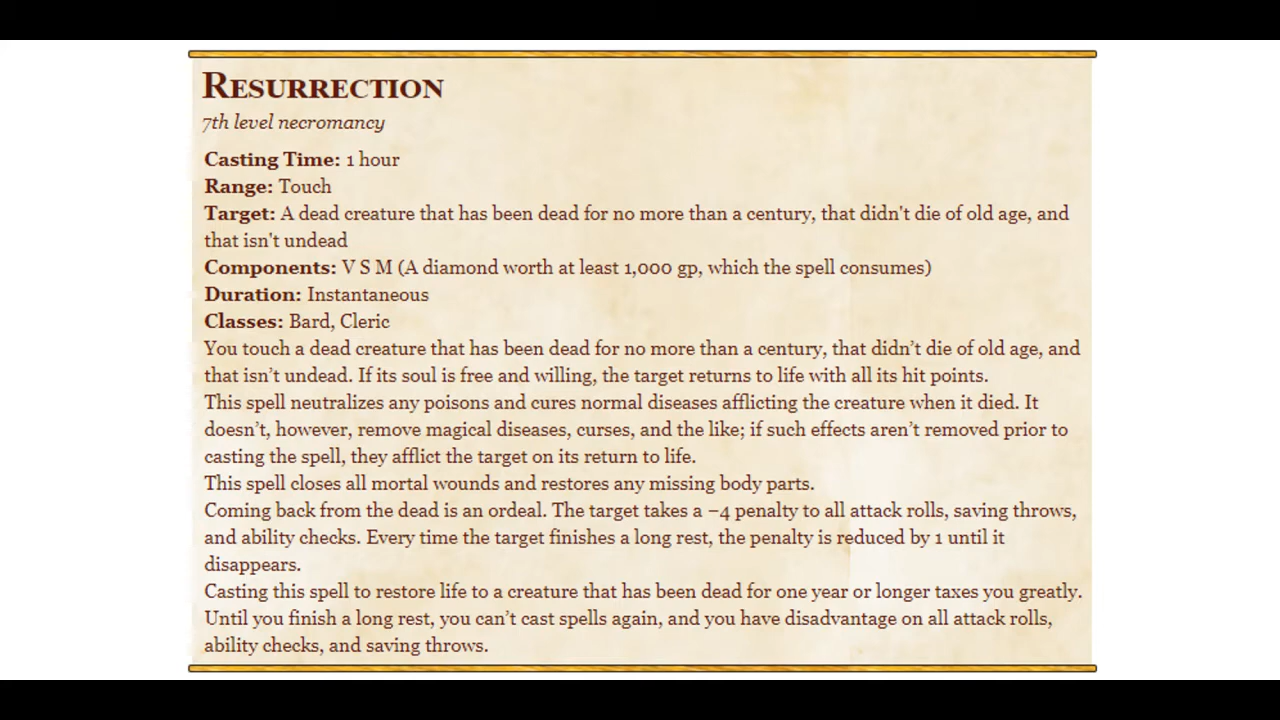 Resurrection
7th level necromancy
Casting Time: 1 hour
Range: Touch
Target: A dead creature that has been dead for no more than a century, that didn't die of old age, and
that isn't undead
Components: V S M (A diamond worth at least 1,000 gp, which the spell consumes)
Duration: Instantaneous
Classes: Bard, Cleric
You touch a dead creature that has been dead for no more than a century, that didn’t die of old age, and
that isn’t undead. If its soul is free and willing, the target returns to life with all its hit points.
This spell neutralizes any poisons and cures normal diseases afflicting the creature when it died. It
doesn’t, however, remove magical diseases, curses, and the like; if such effects aren’t removed prior to
casting the spell, they afflict the target on its return to life.
This spell closes all mortal wounds and restores any missing body parts.
Coming back from the dead is an ordeal. The target takes a −4 penalty to all attack rolls, saving throws,
and ability checks. Every time the target finishes a long rest, the penalty is reduced by 1 until it
disappears.
Casting this spell to restore life to a creature that has been dead for one year or longer taxes you greatly.
Until you finish a long rest, you can’t cast spells again, and you have disadvantage on all attack rolls,
ability checks, and saving throws.